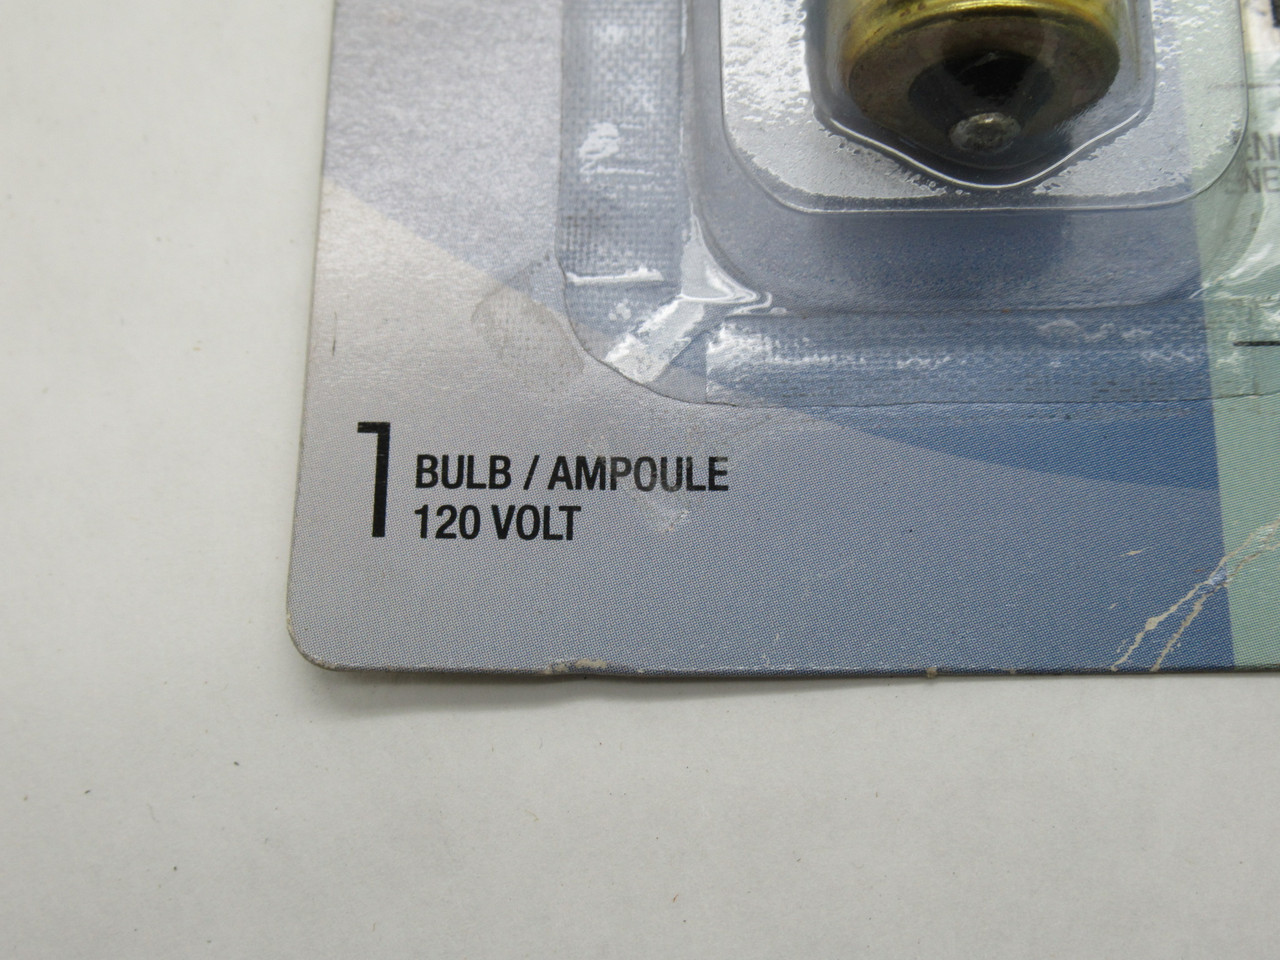 1
BULB / AMPOULE
120 VOLT